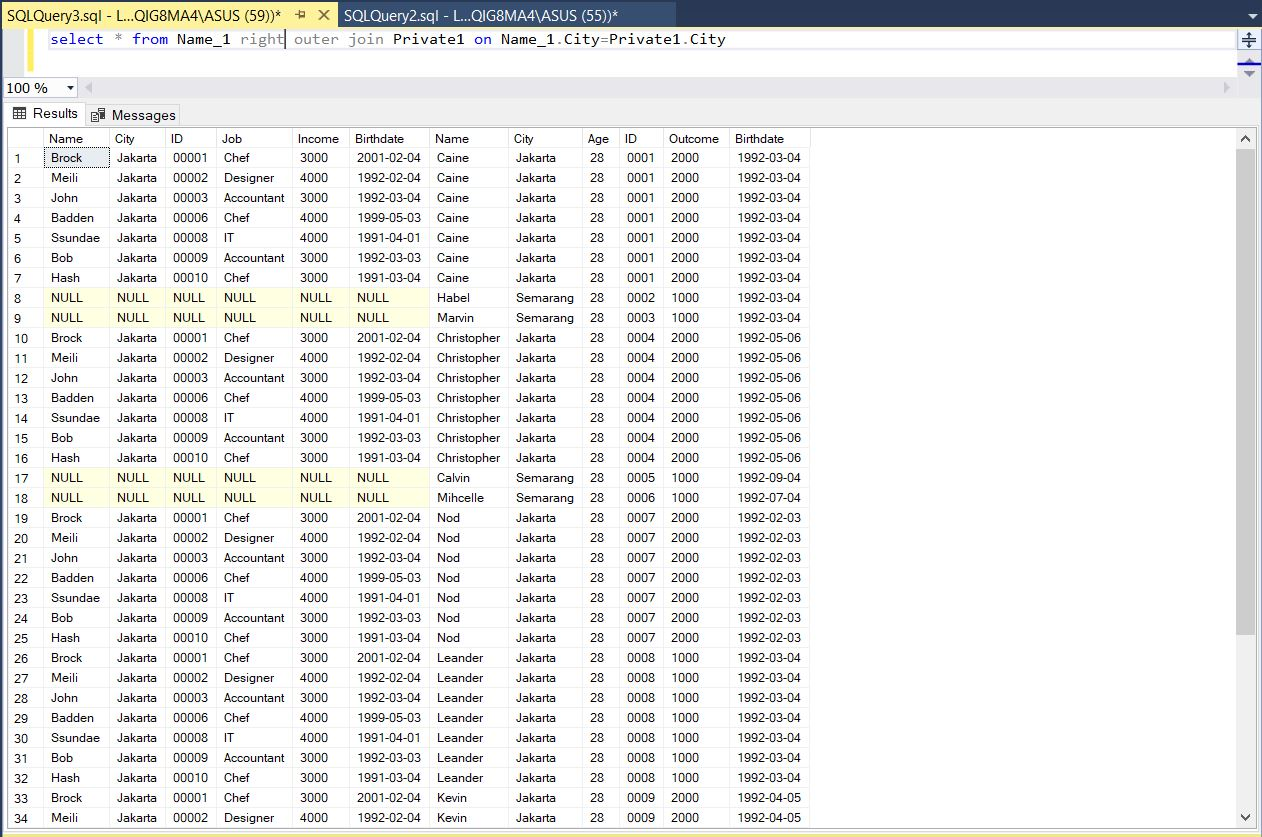 SQLQuery3.sql - L...QIG8MA4\ASUS (59))* SQLQuery2.sql - L...QIG8MA4\ASUS (55))*
select * from Name_1 right outer join Private1 on Name_1.City=Private1.City
100 %
Results Messages
Name City ID Job Income Birthdate Name City Age ID Outcome Birthdate
1 Brock Jakarta 00001 Chef 3000 2001-02-04 Caine Jakarta 28 0001 2000 1992-03-04
2 Meili Jakarta 00002 Designer 4000 1992-02-04 Caine Jakarta 28 0001 2000 1992-03-04
3 John Jakarta 00003 Accountant 3000 1992-03-04 Caine Jakarta 28 0001 2000 1992-03-04
4 Badden Jakarta 00006 Chef 4000 1999-05-03 Caine Jakarta 28 0001 2000 1992-03-04
5 Ssundae Jakarta 00008 IT 4000 1991-04-01 Caine Jakarta 28 0001 2000 1992-03-04
6 Bob Jakarta 00009 Accountant 3000 1992-03-03 Caine Jakarta 28 0001 2000 1992-03-04
7 Hash Jakarta 00010 Chef 3000 1991-03-04 Caine Jakarta 28 0001 2000 1992-03-04
8 NULL NULL NULL NULL NULL NULL Habel Semarang 28 0002 1000 1992-03-04
9 NULL NULL NULL NULL NULL NULL Marvin Semarang 28 0003 1000 1992-03-04
10 Brock Jakarta 00001 Chef 3000 2001-02-04 Christopher Jakarta 28 0004 2000 1992-05-06
11 Meili Jakarta 00002 Designer 4000 1992-02-04 Christopher Jakarta 28 0004 2000 1992-05-06
12 John Jakarta 00003 Accountant 3000 1992-03-04 Christopher Jakarta 28 0004 2000 1992-05-06
13 Badden Jakarta 00006 Chef 4000 1999-05-03 Christopher Jakarta 28 0004 2000 1992-05-06
14 Ssundae Jakarta 00008 IT 4000 1991-04-01 Christopher Jakarta 28 0004 2000 1992-05-06
15 Bob Jakarta 00009 Accountant 3000 1992-03-03 Christopher Jakarta 28 0004 2000 1992-05-06
16 Hash Jakarta 00010 Chef 3000 1991-03-04 Christopher Jakarta 28 0004 2000 1992-05-06
17 NULL NULL NULL NULL NULL NULL Calvin Semarang 28 0005 1000 1992-09-04
18 NULL NULL NULL NULL NULL NULL Mihcelle Semarang 28 0006 1000 1992-07-04
19 Brock Jakarta 00001 Chef 3000 2001-02-04 Nod Jakarta 28 0007 2000 1992-02-03
20 Meili Jakarta 00002 Designer 4000 1992-02-04 Nod Jakarta 28 0007 2000 1992-02-03
21 John Jakarta 00003 Accountant 3000 1992-03-04 Nod Jakarta 28 0007 2000 1992-02-03
22 Badden Jakarta 00006 Chef 4000 1999-05-03 Nod Jakarta 28 0007 2000 1992-02-03
23 Ssundae Jakarta 00008 IT 4000 1991-04-01 Nod Jakarta 28 0007 2000 1992-02-03
24 Bob Jakarta 00009 Accountant 3000 1992-03-03 Nod Jakarta 28 0007 2000 1992-02-03
25 Hash Jakarta 00010 Chef 3000 1991-03-04 Nod Jakarta 28 0007 2000 1992-02-03
26 Brock Jakarta 00001 Chef 3000 2001-02-04 Leander Jakarta 28 0008 1000 1992-03-04
27 Meili Jakarta 00002 Designer 4000 1992-02-04 Leander Jakarta 28 0008 1000 1992-03-04
28 John Jakarta 00003 Accountant 3000 1992-03-04 Leander Jakarta 28 0008 1000 1992-03-04
29 Badden Jakarta 00006 Chef 4000 1999-05-03 Leander Jakarta 28 0008 1000 1992-03-04
30 Ssundae Jakarta 00008 IT 4000 1991-04-01 Leander Jakarta 28 0008 1000 1992-03-04
31 Bob Jakarta 00009 Accountant 3000 1992-03-03 Leander Jakarta 28 0008 1000 1992-03-04
32 Hash Jakarta 00010 Chef 3000 1991-03-04 Leander Jakarta 28 0008 1000 1992-03-04
33 Brock Jakarta 00001 Chef 3000 2001-02-04 Kevin Jakarta 28 0009 2000 1992-04-05
34 Meili Jakarta 00002 Designer 4000 1992-02-04 Kevin Jakarta 28 0009 2000 1992-04-05